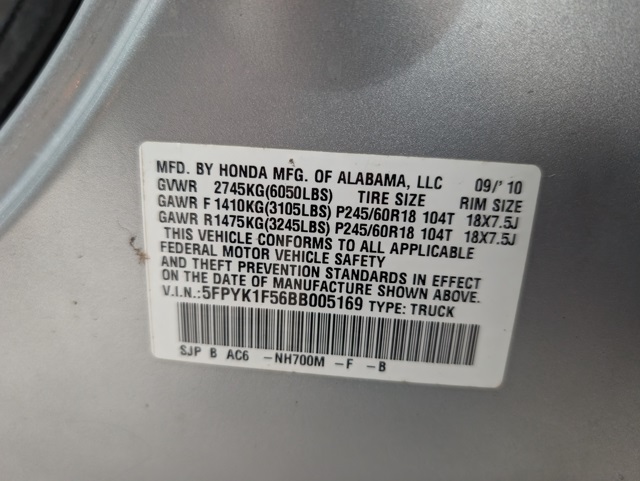 MFD. BY HONDA MFG. OF ALABAMA, LLC 09/'10
GVWR 2745KG(6050LBS) TIRE SIZE RIM SIZE
GAWR F 1410KG(3105LBS) P245/60R18 104T 18X7.5J
GAWR R1475KG(3245LBS) P245/60R18 104T 18X7.5J
THIS VEHICLE CONFORMS TO ALL APPLICABLE
FEDERAL MOTOR VEHICLE SAFETY
AND THEFT PREVENTION STANDARDS IN EFFECT
ON THE DATE OF MANUFACTURE SHOWN ABOVE.
V.I.N.:5FPYK1F56BB005169 TYPE: TRUCK
SJP B AC6 -NH700M -F -B